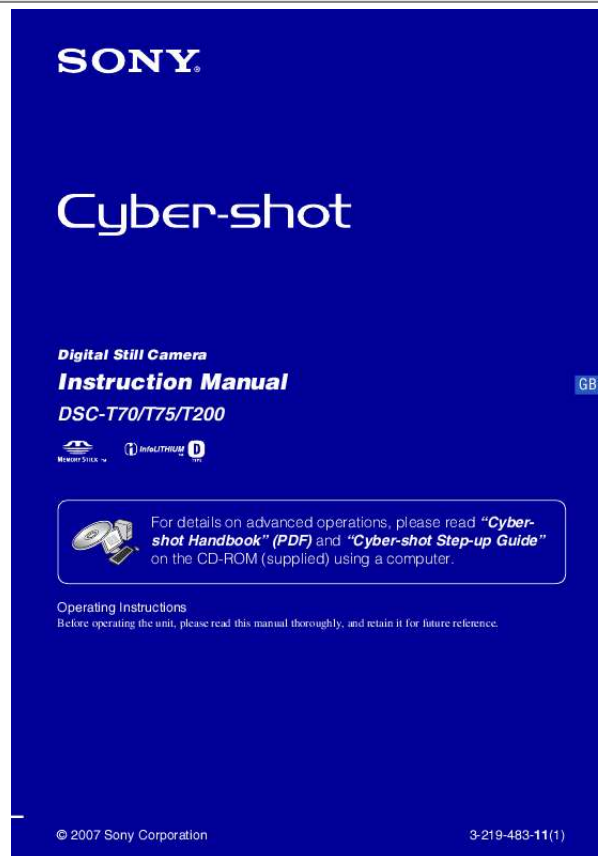 SONY®
Cyber-shot
Digital Still Camera
Instruction Manual
GB
DSC-T70/T75/T200
MEMORY STICK ™
InfoLITHIUM ™ D TYPE
For details on advanced operations, please read “Cyber-
shot Handbook” (PDF) and “Cyber-shot Step-up Guide”
on the CD-ROM (supplied) using a computer.
Operating Instructions
Before operating the unit, please read this manual thoroughly, and retain it for future reference.
© 2007 Sony Corporation
3-219-483-11(1)